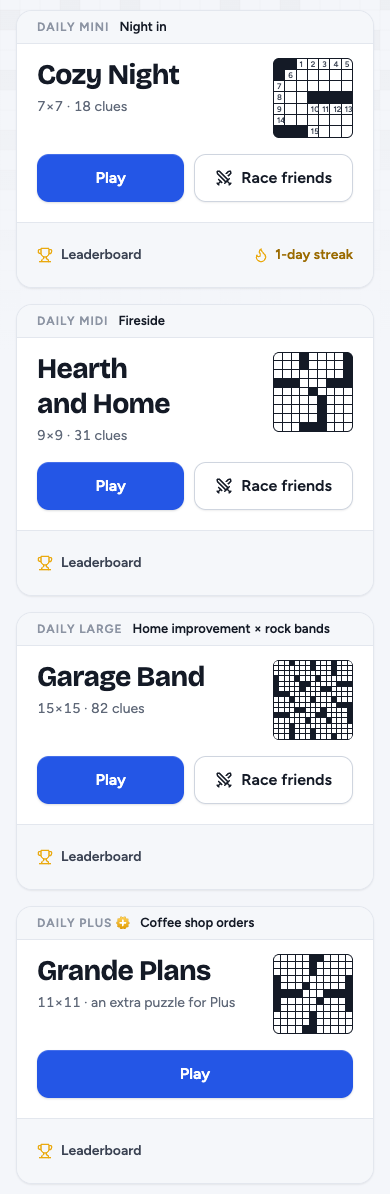 DAILY MINI Night in
Cozy Night
7×7 · 18 clues
1 2 3 4 5
6
7
8
9 10 11 12 13
14
15
Play Race friends
Leaderboard 1-day streak
DAILY MIDI Fireside
Hearth
and Home
9×9 · 31 clues
Play Race friends
Leaderboard
DAILY LARGE Home improvement × rock bands
Garage Band
15×15 · 82 clues
Play Race friends
Leaderboard
DAILY PLUS Coffee shop orders
Grande Plans
11×11 · an extra puzzle for Plus
Play
Leaderboard